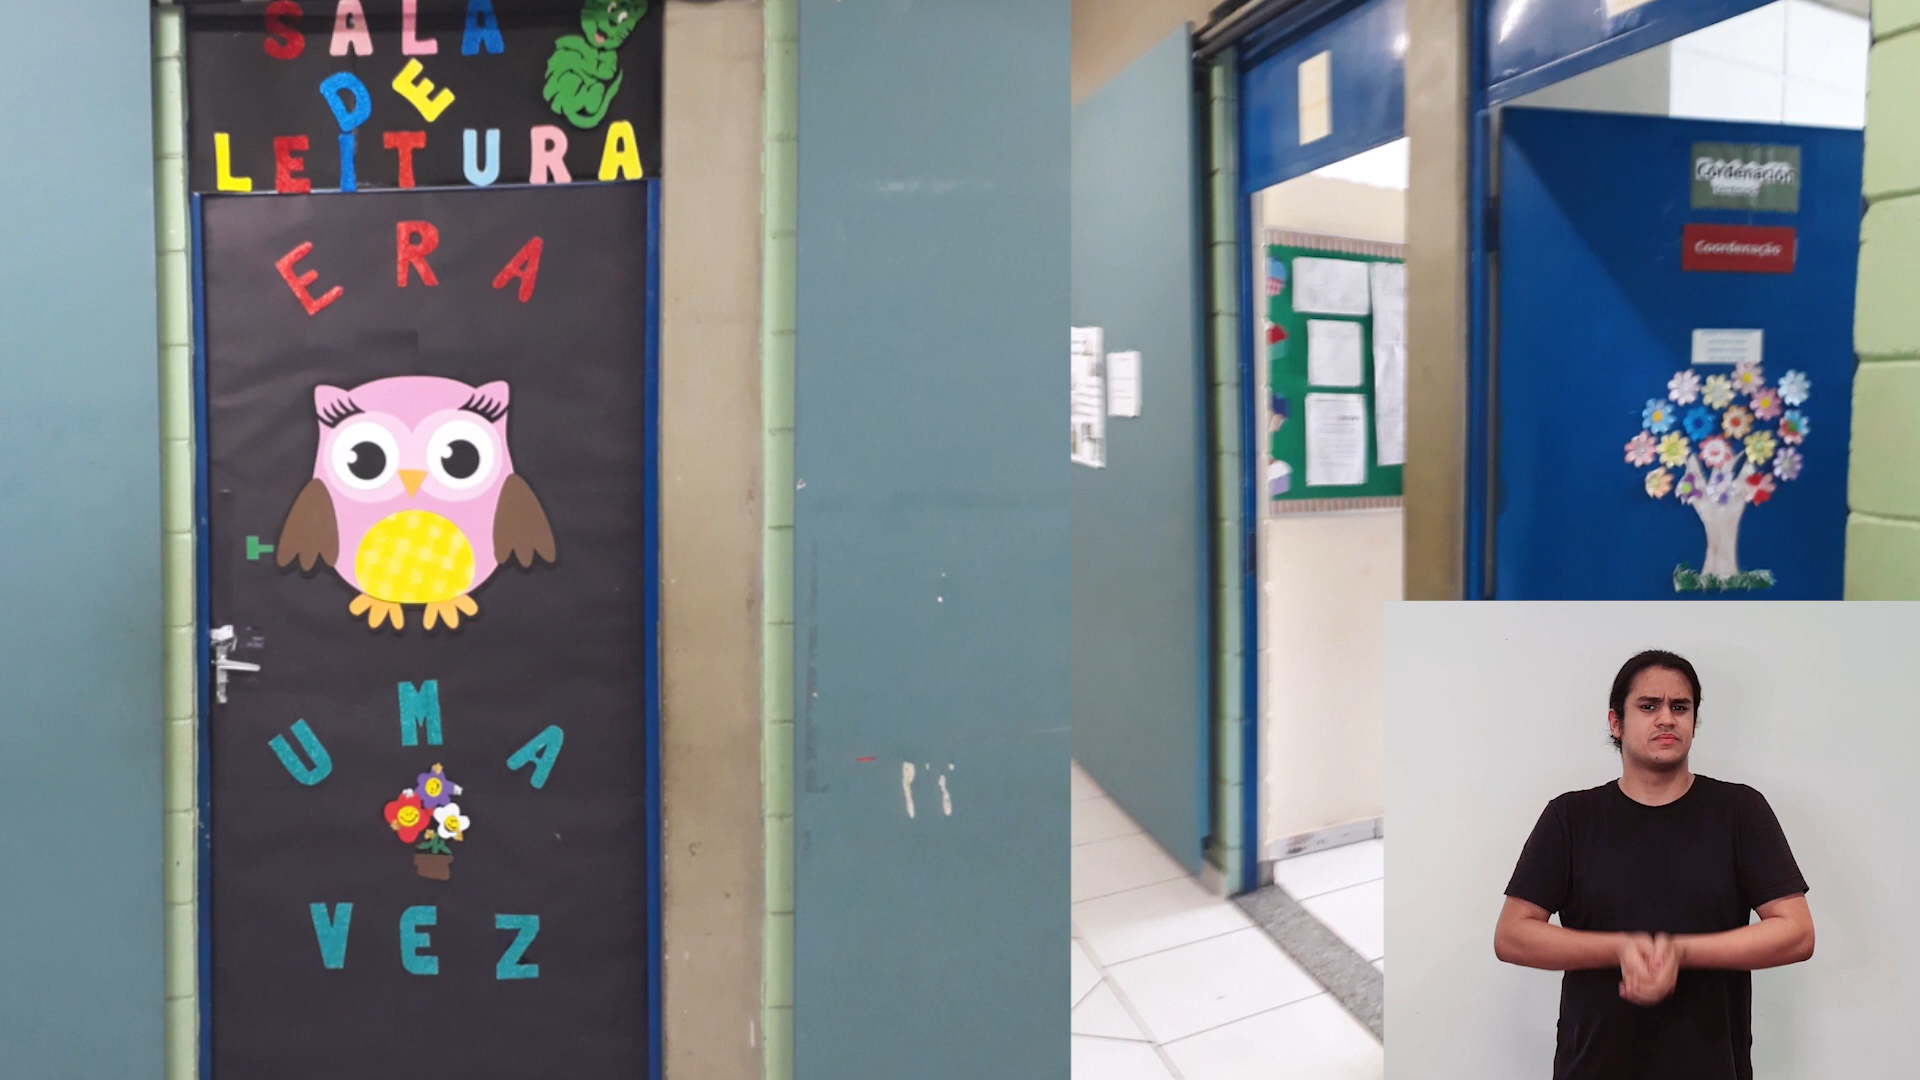 SALA
DE
LEITURA
ERA
UMA
VEZ
Cordenación
Coordenação